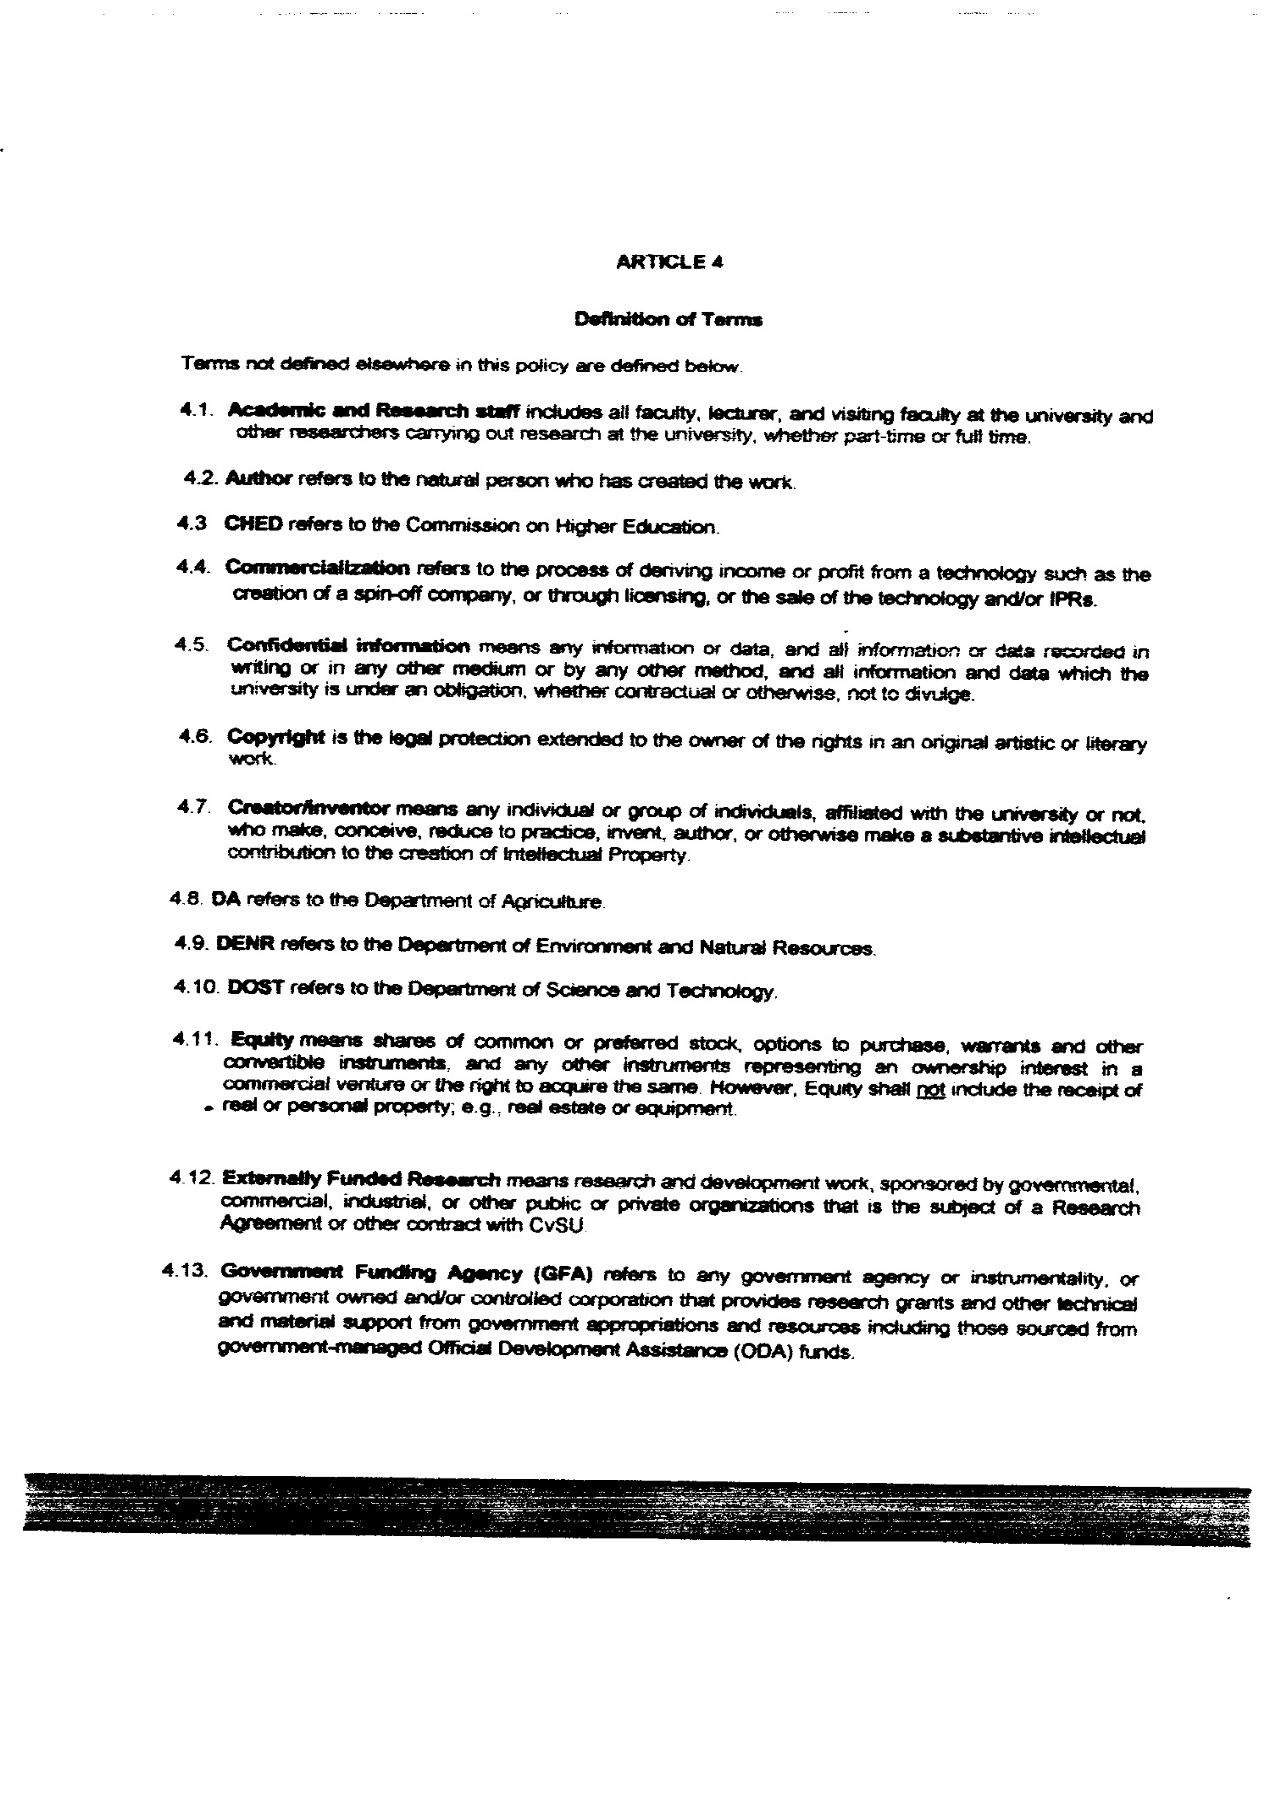 ARTICLE 4
Definition of Terms
Terms not defined elsewhere in this policy are defined below.
4.1. Academic and Research staff includes all faculty, lecturer, and visiting faculty at the university and
other researchers carrying out research at the university, whether part-time or full time.
4.2. Author refers to the natural person who has created the work.
4.3 CHED refers to the Commission on Higher Education.
4.4. Commercialization refers to the process of deriving income or profit from a technology such as the
creation of a spin-off company, or through licensing, or the sale of the technology and/or IPRs.
4.5. Confidential information means any information or data, and all information or data recorded in
writing or in any other medium or by any other method, and all information and data which the
university is under an obligation, whether contractual or otherwise, not to divulge.
4.6. Copyright is the legal protection extended to the owner of the rights in an original artistic or literary
work.
4.7. Creator/inventor means any individual or group of individuals, affiliated with the university or not,
who make, conceive, reduce to practice, invent, author, or otherwise make a substantive intellectual
contribution to the creation of Intellectual Property.
4.8. DA refers to the Department of Agriculture.
4.9. DENR refers to the Department of Environment and Natural Resources.
4.10. DOST refers to the Department of Science and Technology.
4.11. Equity means shares of common or preferred stock, options to purchase, warrants and other
convertible instruments, and any other instruments representing an ownership interest in a
commercial venture or the right to acquire the same. However, Equity shall not include the receipt of
real or personal property; e.g., real estate or equipment.
4.12. Externally Funded Research means research and development work, sponsored by governmental,
commercial, industrial, or other public or private organizations that is the subject of a Research
Agreement or other contract with CvSU.
4.13. Government Funding Agency (GFA) refers to any government agency or instrumentality, or
government owned and/or controlled corporation that provides research grants and other technical
and material support from government appropriations and resources including those sourced from
government-managed Official Development Assistance (ODA) funds.